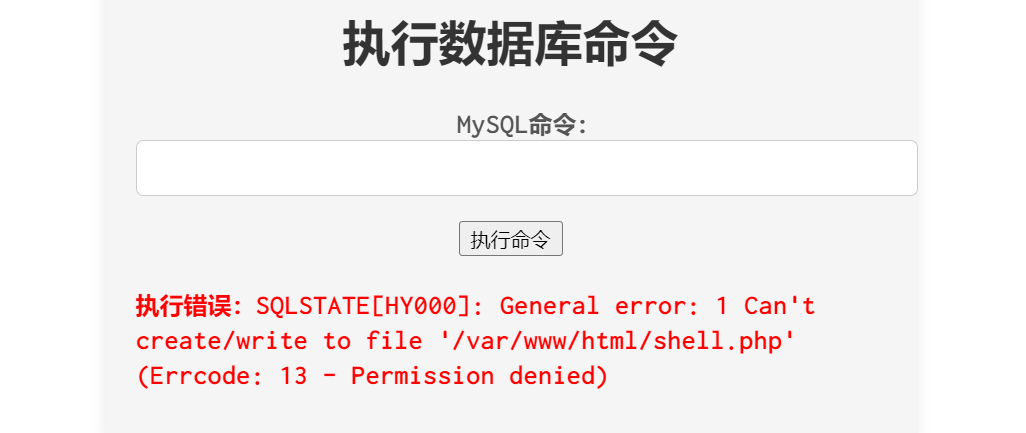 执行数据库命令
MySQL命令:
执行命令
执行错误: SQLSTATE[HY000]: General error: 1 Can't
create/write to file '/var/www/html/shell.php'
(Errcode: 13 - Permission denied)